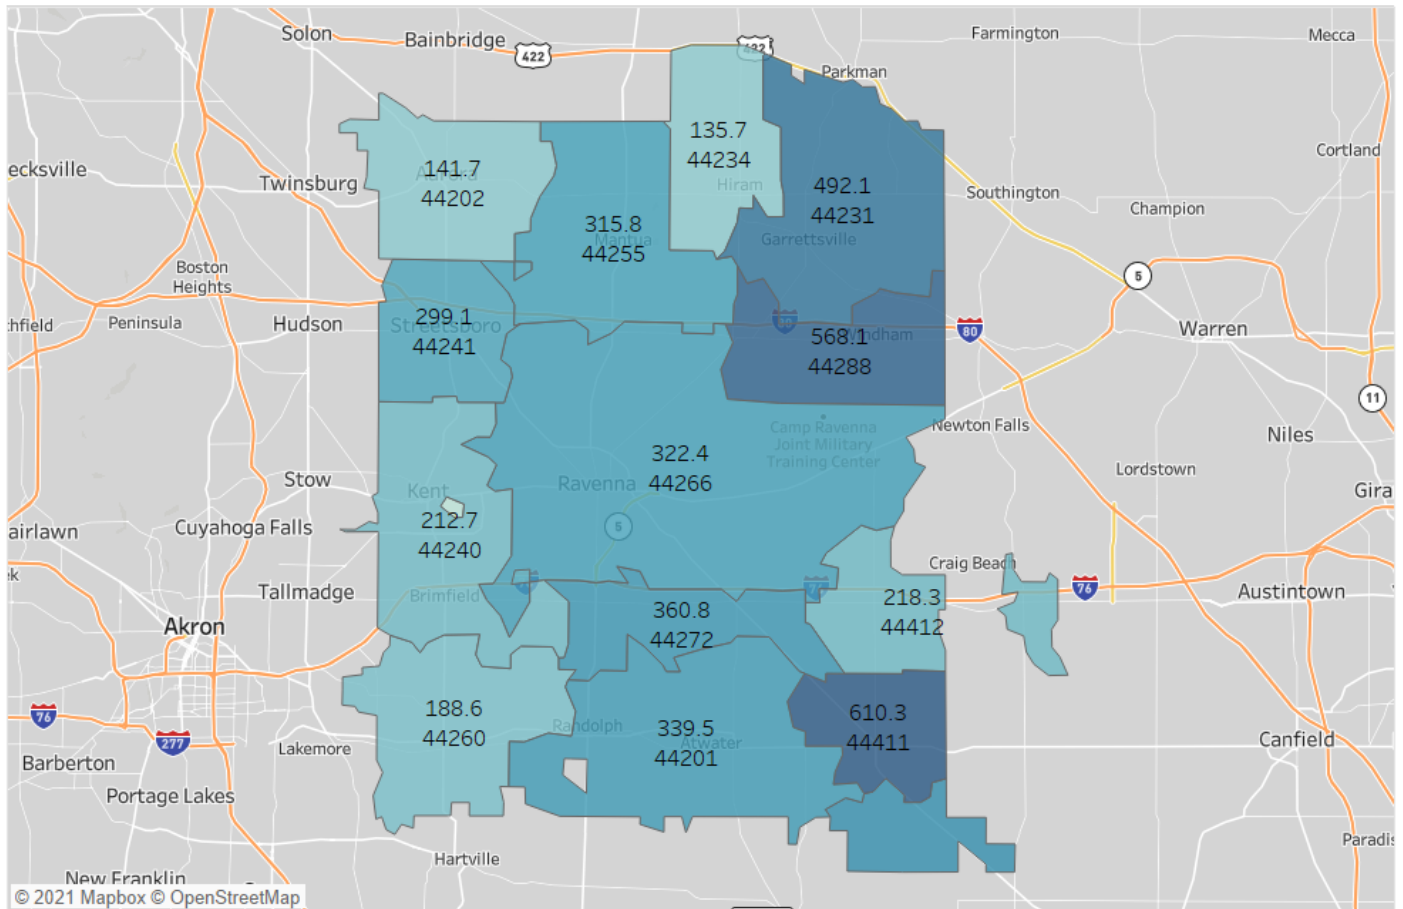 Solon
Bainbridge
422
422
Farmington
Mecca
Parkman
135.7
44234
Hiram
Cortland
ecksville
Twinsburg
141.7
Aurora
44202
492.1
44231
Southington
Champion
315.8
Mantua
44255
Garrettsville
Boston
Heights
5
hfield
Peninsula
Hudson
299.1
Streetsboro
44241
80
568.1
Windham
44288
80
Warren
11
Camp Ravenna
Joint Military
Training Center
Newton Falls
Niles
322.4
44266
Ravenna
Lordstown
Stow
Kent
Gira
airlawn
Cuyahoga Falls
212.7
44240
5
Craig Beach
k
Tallmadge
Brimfield
76
76
76
Austintown
360.8
44272
218.3
44412
Akron
76
277
188.6
44260
Randolph
339.5
Atwater
44201
610.3
44411
Lakemore
Barberton
Canfield
Portage Lakes
Paradis
Hartville
New Franklin
© 2021 Mapbox © OpenStreetMap